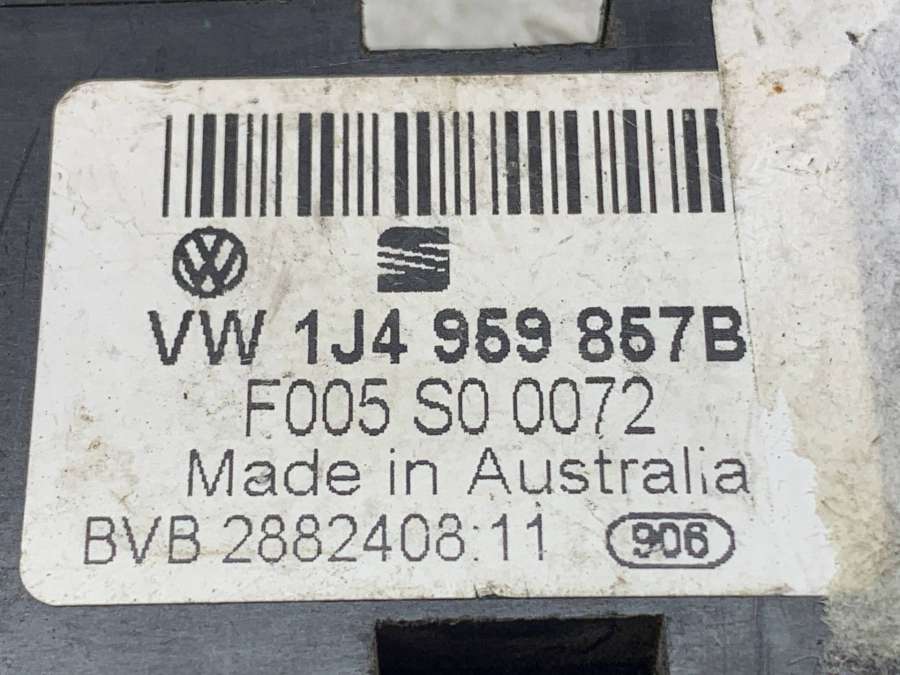 VW 1J4 959 857B
F005 S0 0072
Made in Australia
BVB 2882408:11 906